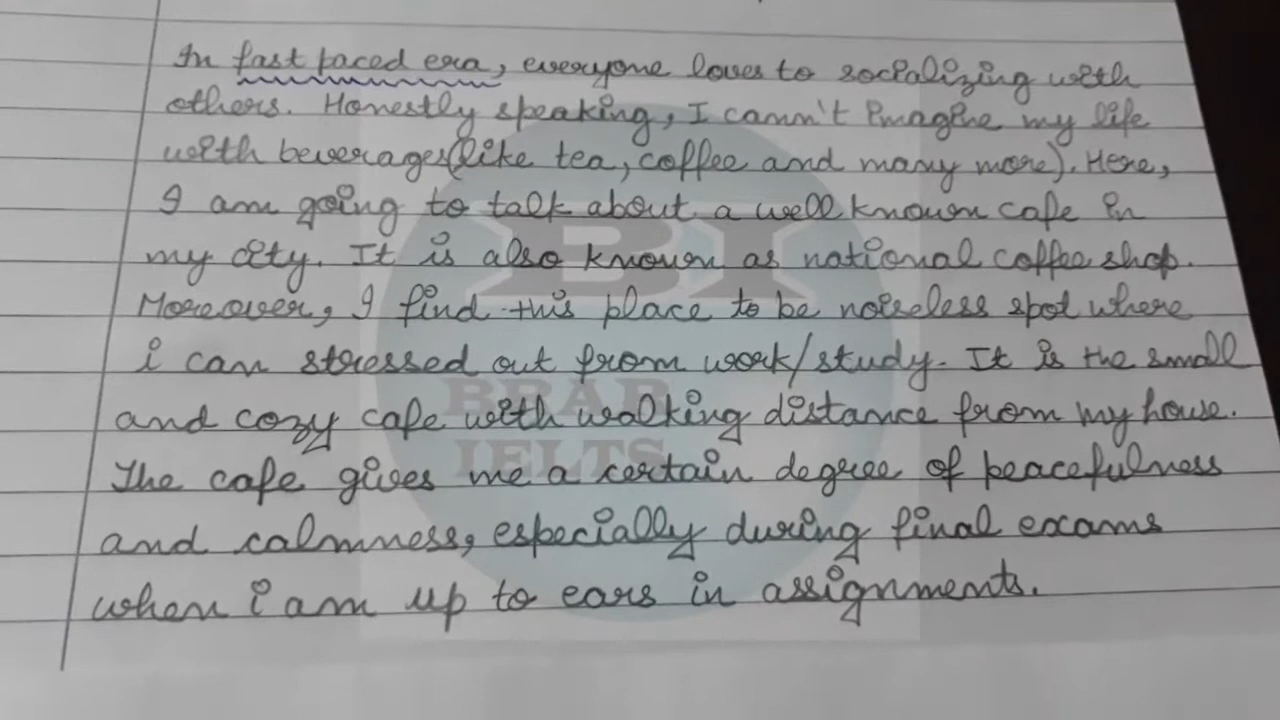 In fast paced era, everyone loves to socializing with
others. Honestly speaking, I cann't imagine my life
with beverages(like tea, coffee and many more). Here,
I am going to talk about a well known cafe in
my city. It is also known as national coffee shop.
Moreover, I find this place to be noiseless spot where
i can stressed out from work/study. It is the small
and cozy cafe with walking distance from my house.
The cafe gives me a certain degree of peacefulness
and calmness, especially during final exams
when i am up to ears in assignments.
BI
BRAR
IELTS